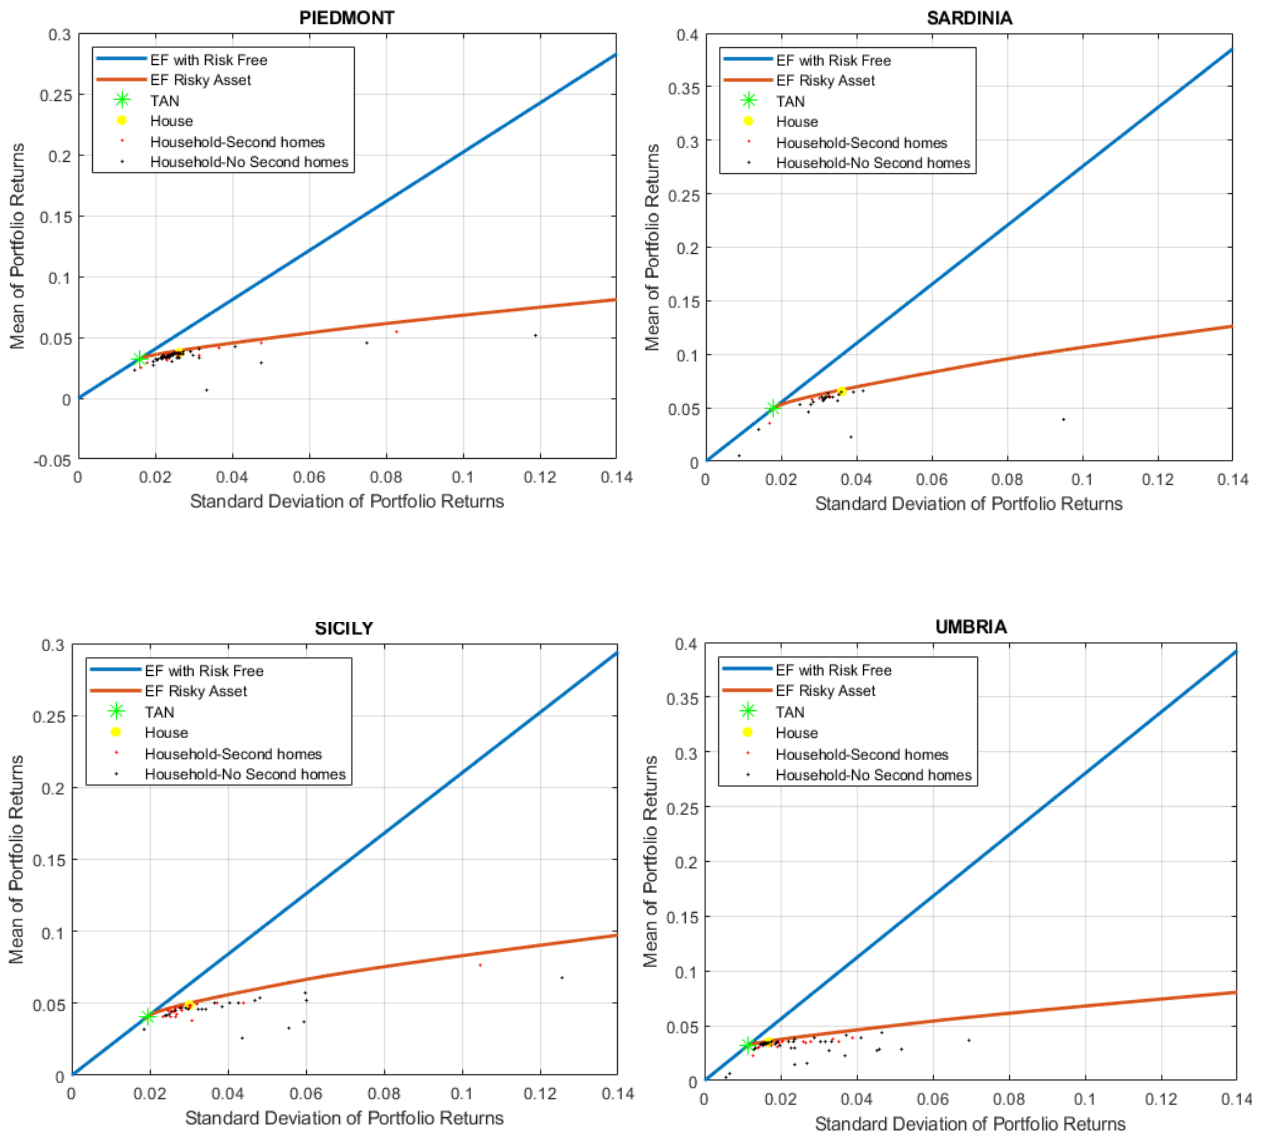 PIEDMONT
0.3
0.25
0.2
0.15
0.1
0.05
0
-0.05
Mean of Portfolio Returns
EF with Risk Free
EF Risky Asset
TAN
House
Household-Second homes
Household-No Second homes
0 0.02 0.04 0.06 0.08 0.1 0.12 0.14
Standard Deviation of Portfolio Returns
SARDINIA
0.4
0.35
0.3
0.25
0.2
0.15
0.1
0.05
0
Mean of Portfolio Returns
EF with Risk Free
EF Risky Asset
TAN
House
Household-Second homes
Household-No Second homes
0 0.02 0.04 0.06 0.08 0.1 0.12 0.14
Standard Deviation of Portfolio Returns
SICILY
0.3
0.25
0.2
0.15
0.1
0.05
0
Mean of Portfolio Returns
EF with Risk Free
EF Risky Asset
TAN
House
Household-Second homes
Household-No Second homes
0 0.02 0.04 0.06 0.08 0.1 0.12 0.14
Standard Deviation of Portfolio Returns
UMBRIA
0.4
0.35
0.3
0.25
0.2
0.15
0.1
0.05
0
Mean of Portfolio Returns
EF with Risk Free
EF Risky Asset
TAN
House
Household-Second homes
Household-No Second homes
0 0.02 0.04 0.06 0.08 0.1 0.12 0.14
Standard Deviation of Portfolio Returns